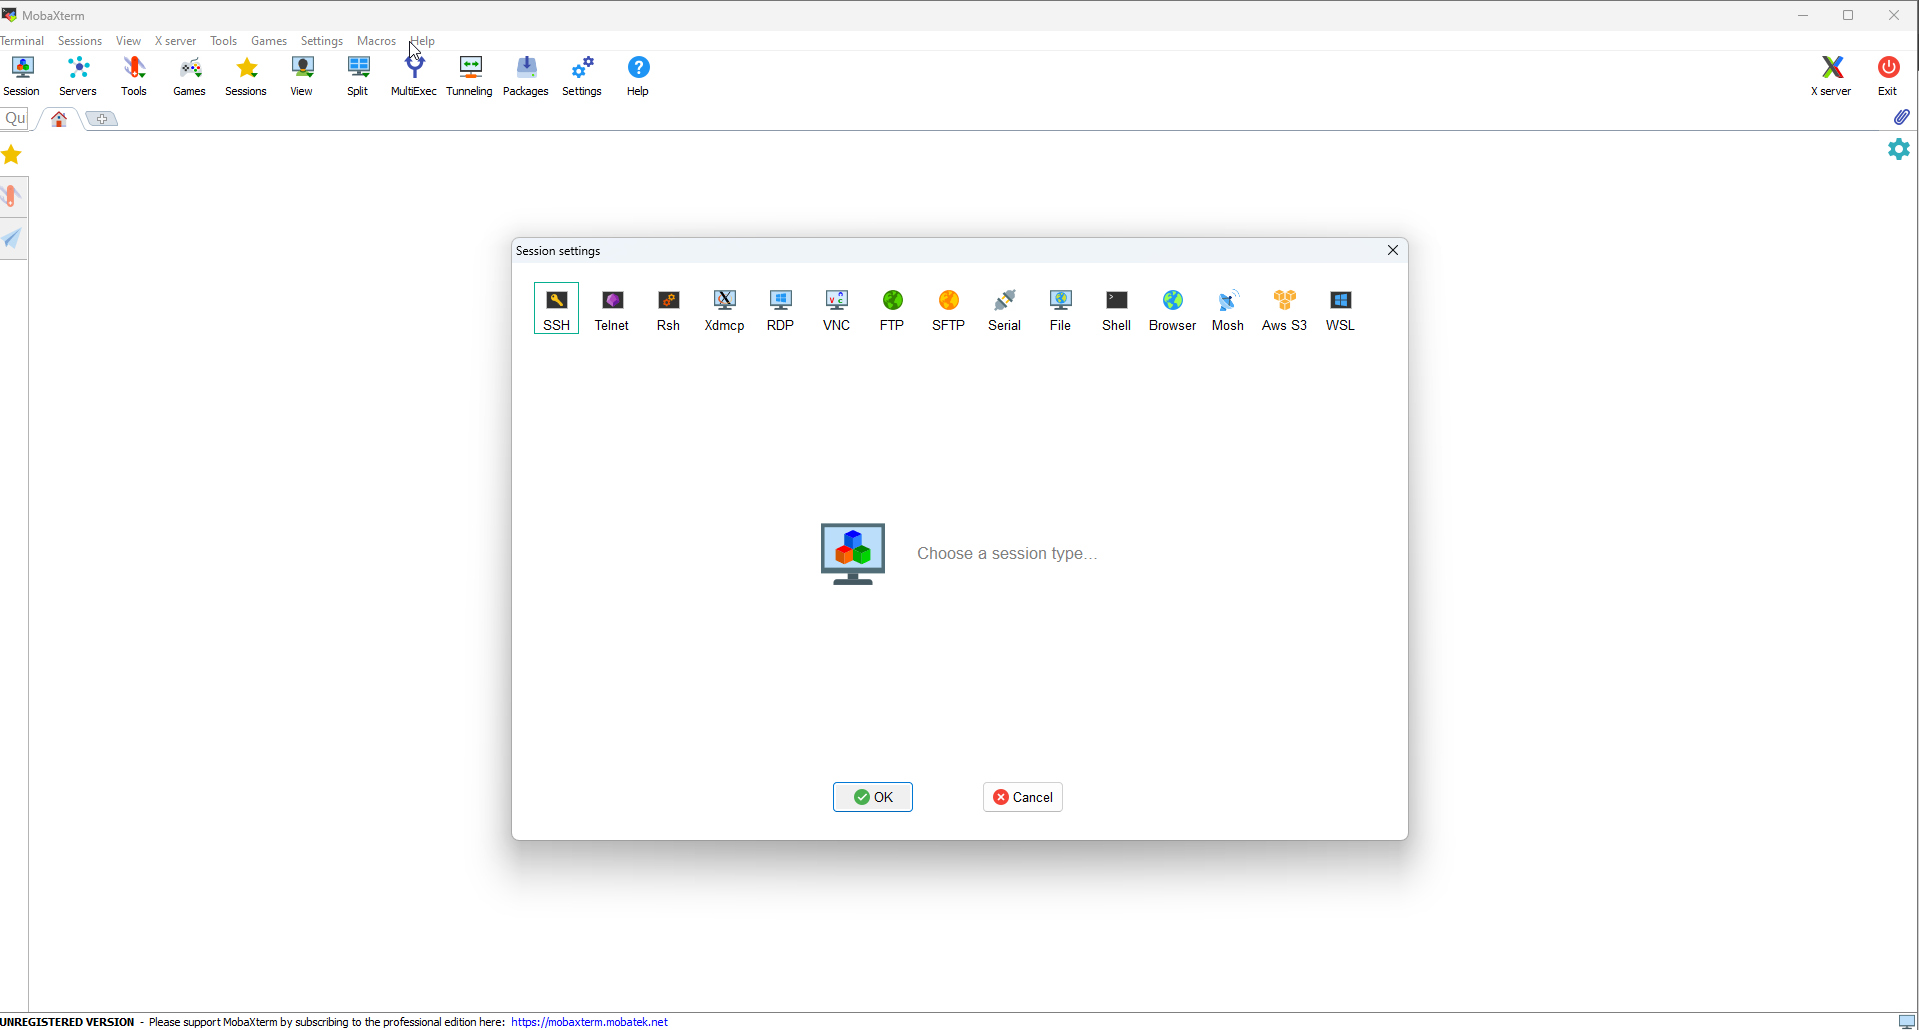 MobaXterm
Terminal Sessions View X server Tools Games Settings Macros Help
Session Servers Tools Games Sessions View Split MultiExec Tunneling Packages Settings Help X server Exit
Qu
Session settings
SSH Telnet Rsh Xdmcp RDP VNC FTP SFTP Serial File Shell Browser Mosh Aws S3 WSL
Choose a session type...
OK Cancel
UNREGISTERED VERSION - Please support MobaXterm by subscribing to the professional edition here: https://mobaxterm.mobatek.net